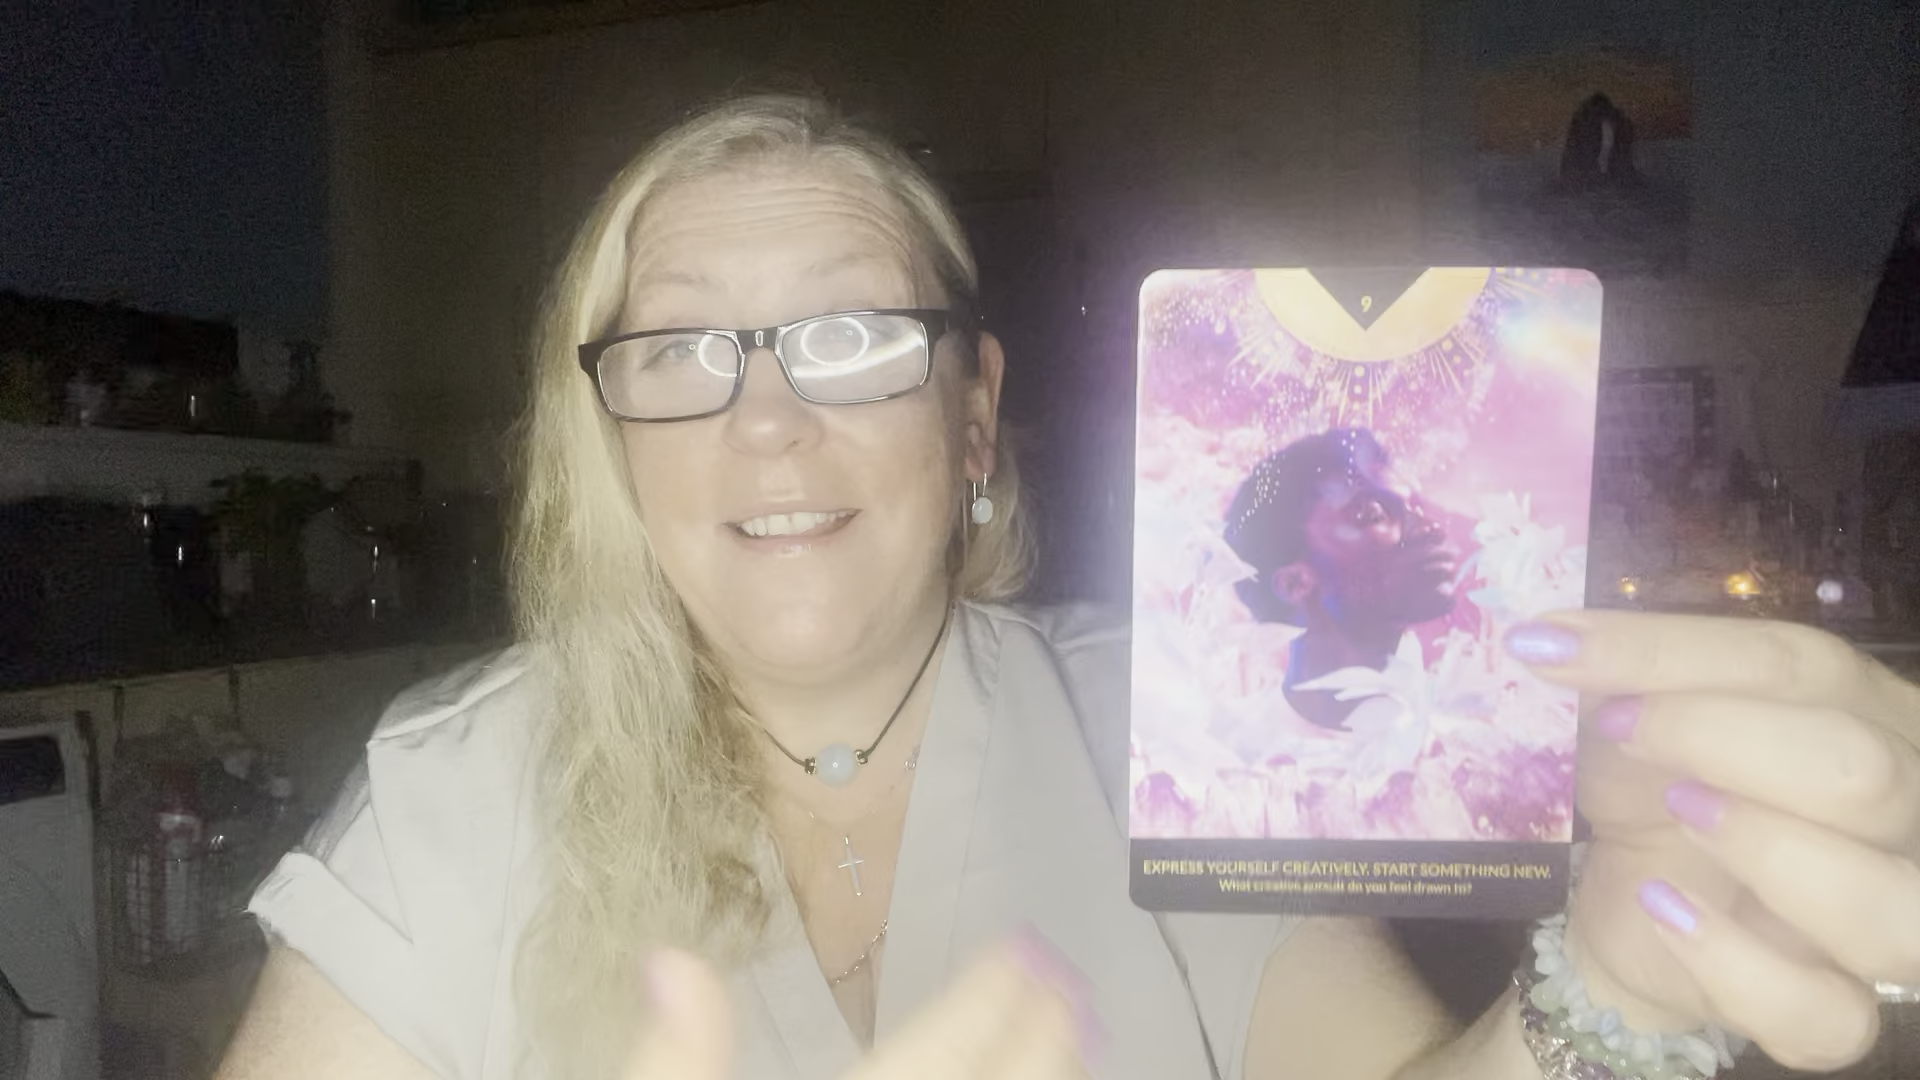 9
EXPRESS YOURSELF CREATIVELY. START SOMETHING NEW.
What creative pursuit do you feel drawn to?